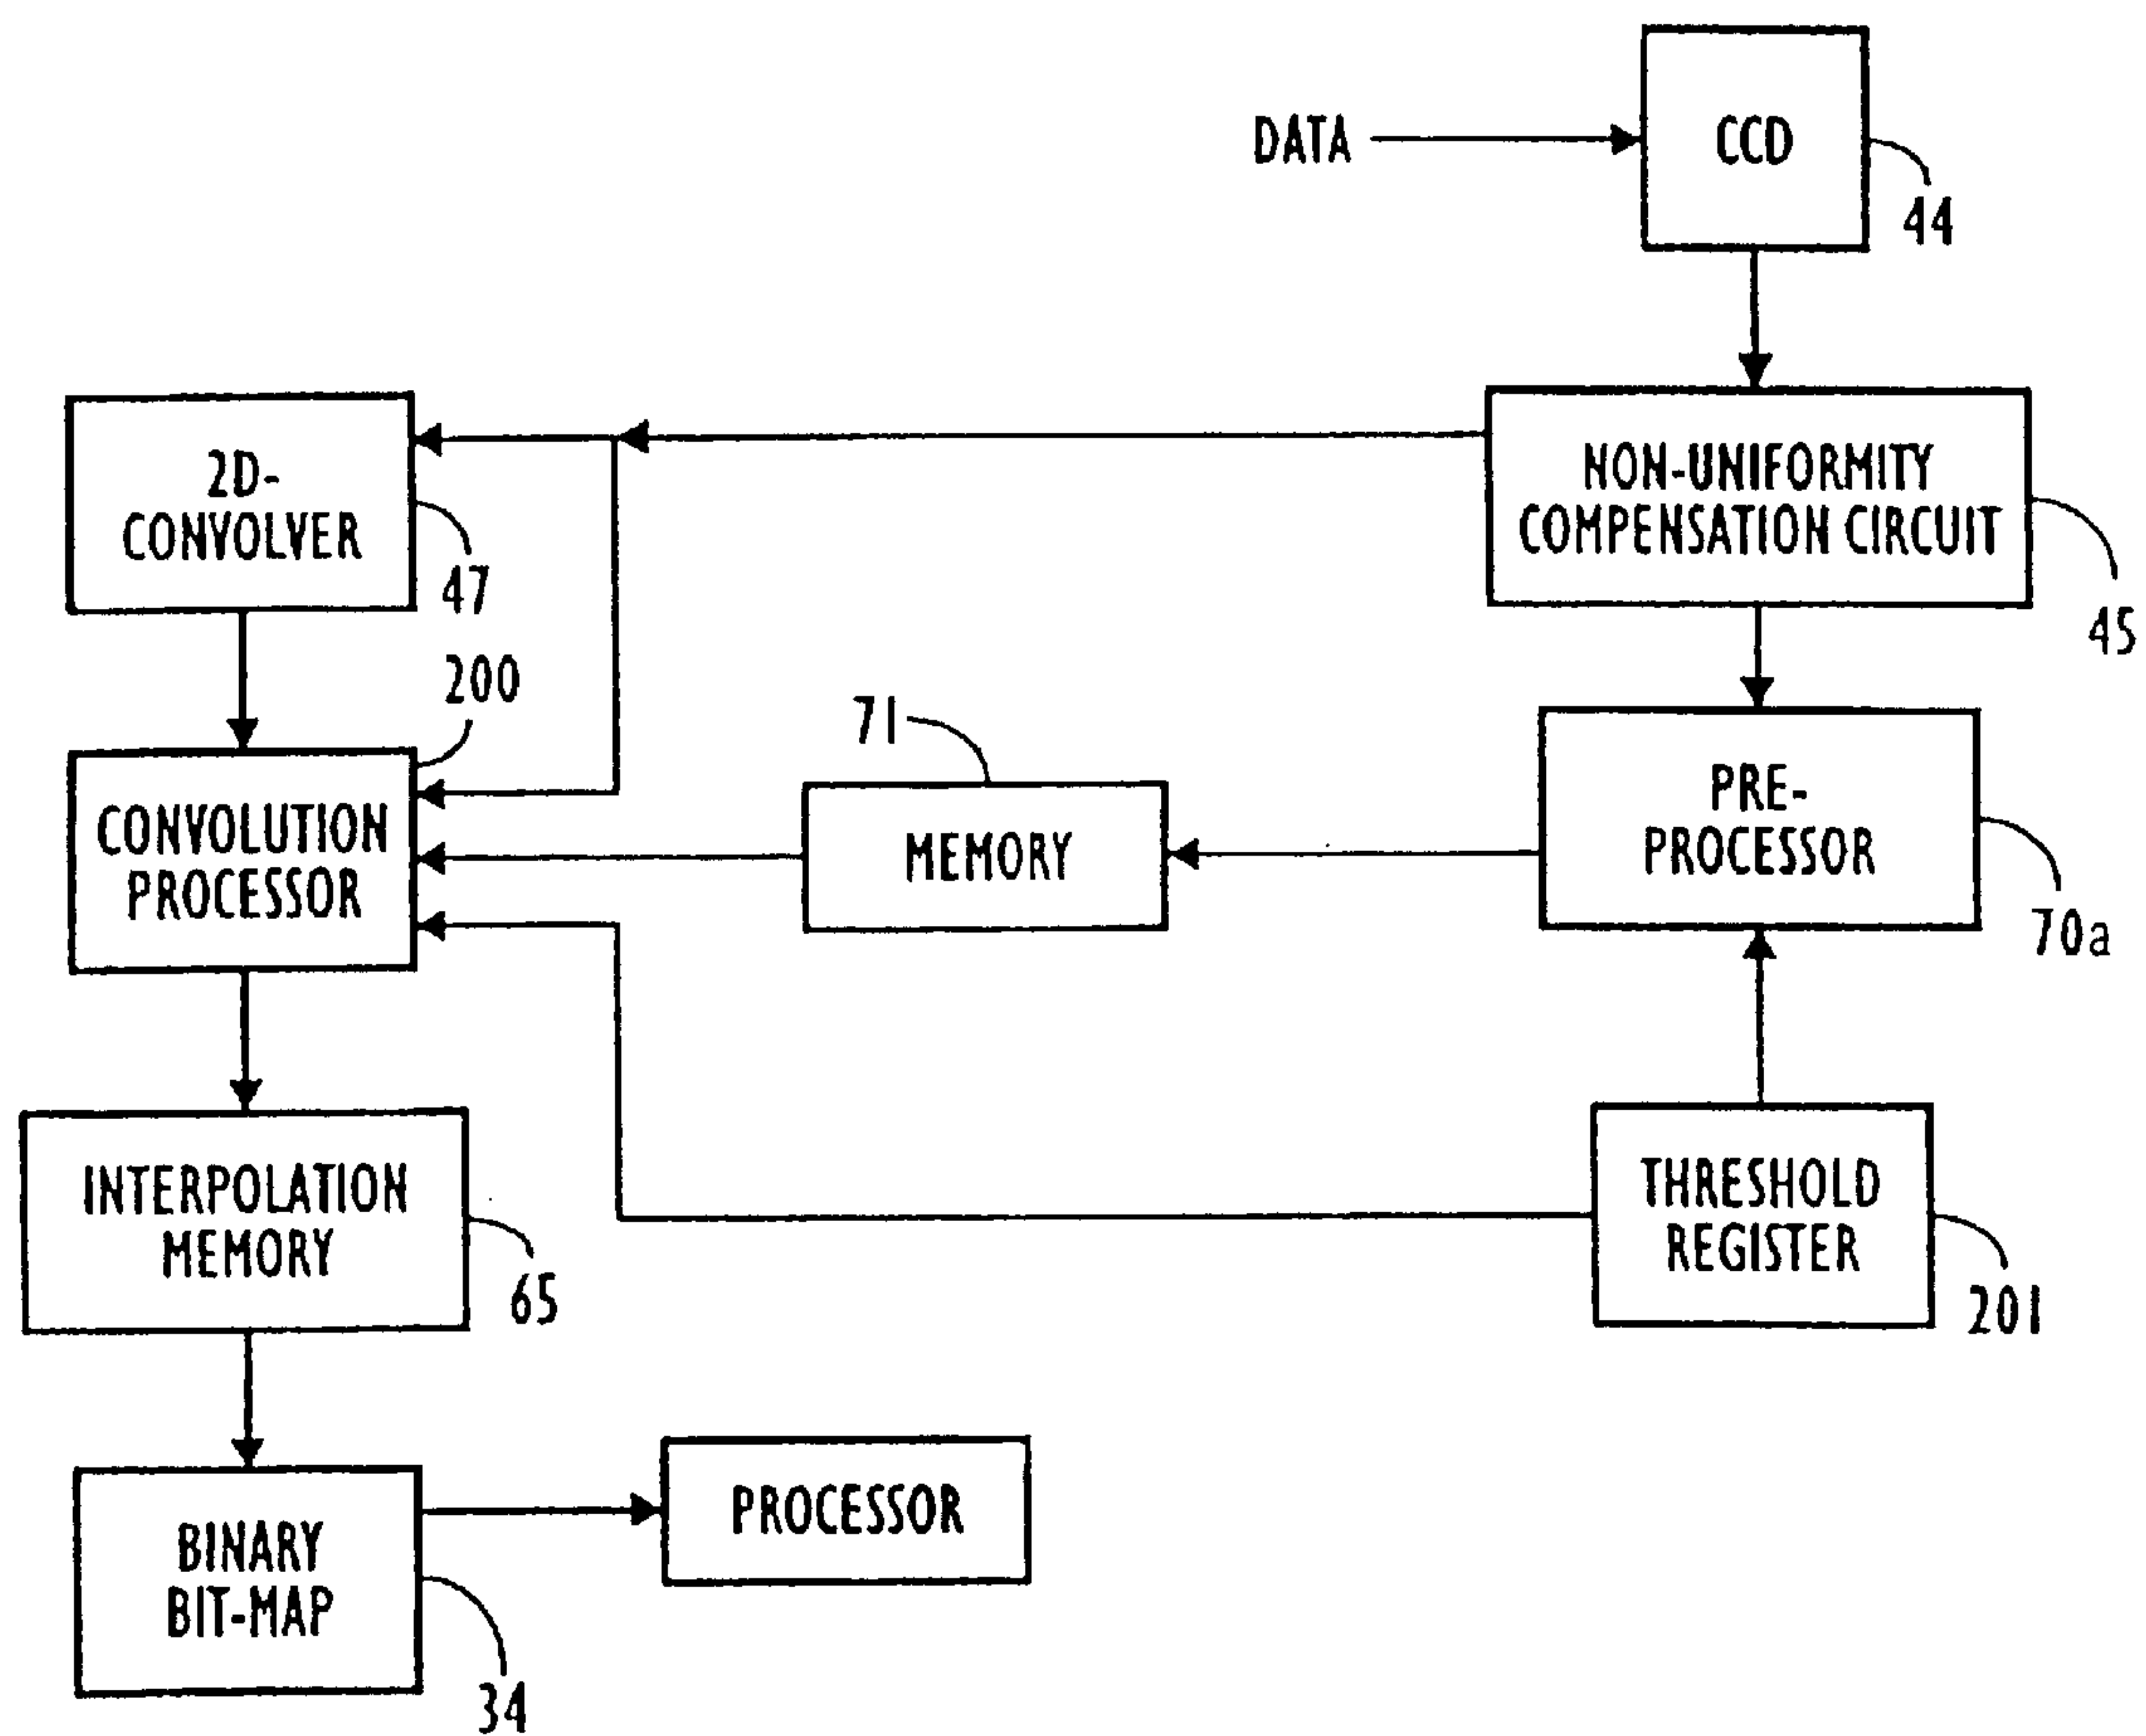 DATA
CCD
44
2D-
CONVOLVER
47
NON-UNIFORMITY
COMPENSATION CIRCUIT
45
200
CONVOLUTION
PROCESSOR
71
MEMORY
PRE-
PROCESSOR
70a
INTERPOLATION
MEMORY
65
THRESHOLD
REGISTER
201
BINARY
BIT-MAP
34
PROCESSOR